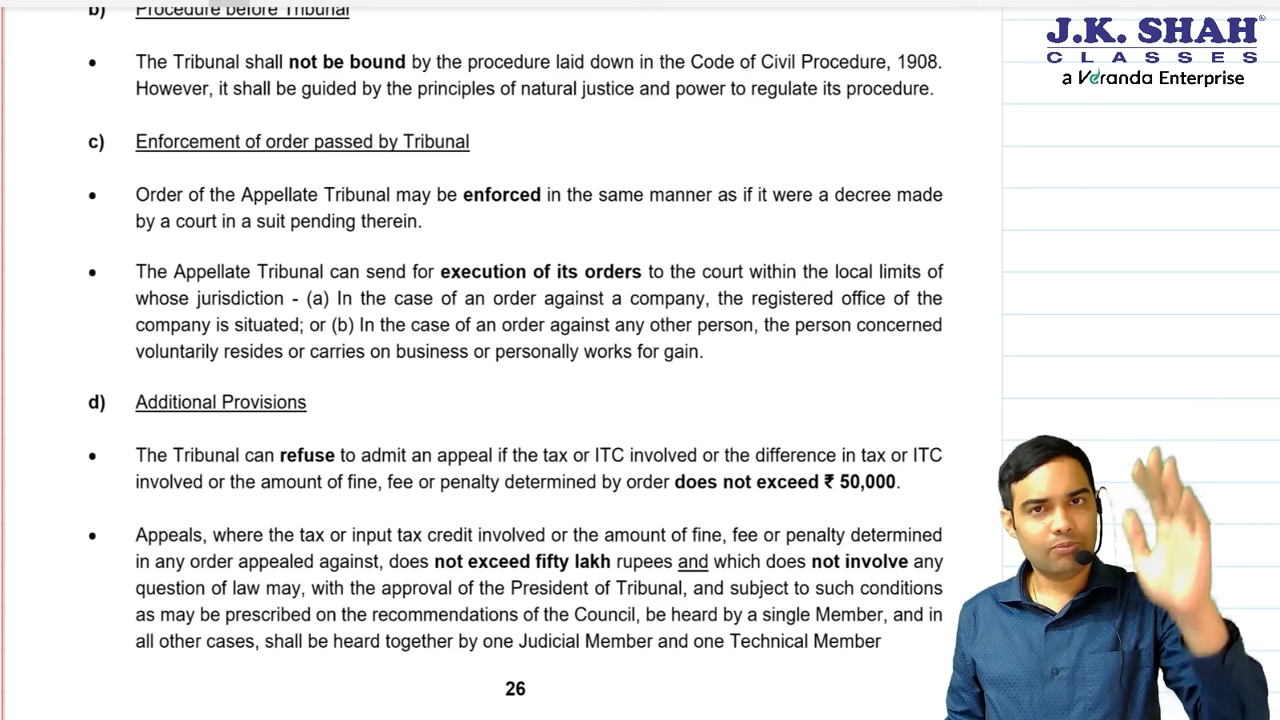 b) Procedure before Tribunal
J.K. SHAH®
CLASSES
a Veranda Enterprise
• The Tribunal shall not be bound by the procedure laid down in the Code of Civil Procedure, 1908.
However, it shall be guided by the principles of natural justice and power to regulate its procedure.
c) Enforcement of order passed by Tribunal
• Order of the Appellate Tribunal may be enforced in the same manner as if it were a decree made
by a court in a suit pending therein.
• The Appellate Tribunal can send for execution of its orders to the court within the local limits of
whose jurisdiction - (a) In the case of an order against a company, the registered office of the
company is situated; or (b) In the case of an order against any other person, the person concerned
voluntarily resides or carries on business or personally works for gain.
d) Additional Provisions
• The Tribunal can refuse to admit an appeal if the tax or ITC involved or the difference in tax or ITC
involved or the amount of fine, fee or penalty determined by order does not exceed ₹ 50,000.
• Appeals, where the tax or input tax credit involved or the amount of fine, fee or penalty determined
in any order appealed against, does not exceed fifty lakh rupees and which does not involve any
question of law may, with the approval of the President of Tribunal, and subject to such conditions
as may be prescribed on the recommendations of the Council, be heard by a single Member, and in
all other cases, shall be heard together by one Judicial Member and one Technical Member
26